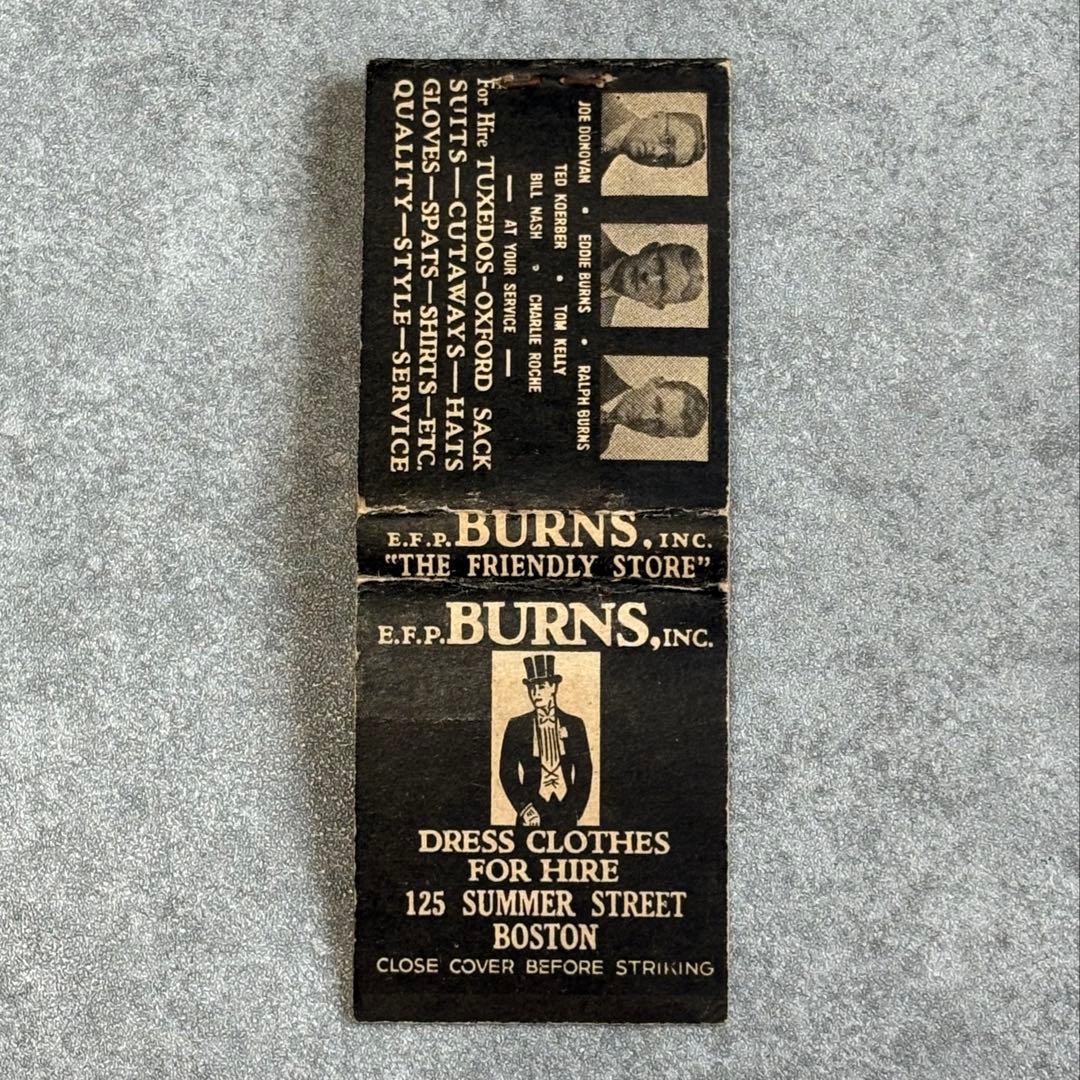 JOE DONOVAN • EDDIE BURNS • RALPH BURNS
TED KOERBER • TOM KELLY
BILL NASH • CHARLIE ROCHE
— AT YOUR SERVICE —
For Hire TUXEDOS—OXFORD SACK
SUITS—CUTAWAYS—HATS
GLOVES—SPATS—SHIRTS—ETC.
QUALITY—STYLE—SERVICE
E.F.P. BURNS, INC.
"THE FRIENDLY STORE"
E.F.P. BURNS, INC.
DRESS CLOTHES
FOR HIRE
125 SUMMER STREET
BOSTON
CLOSE COVER BEFORE STRIKING